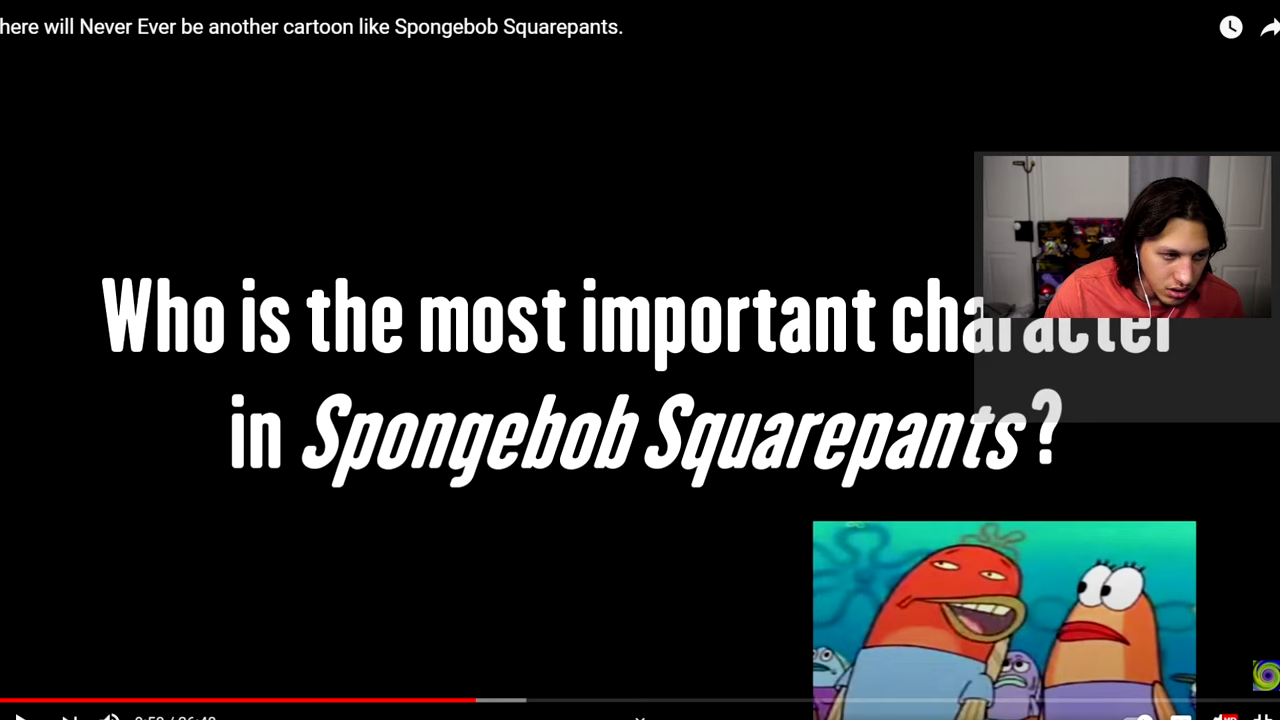 here will Never Ever be another cartoon like Spongebob Squarepants.
Who is the most important character
in Spongebob Squarepants?